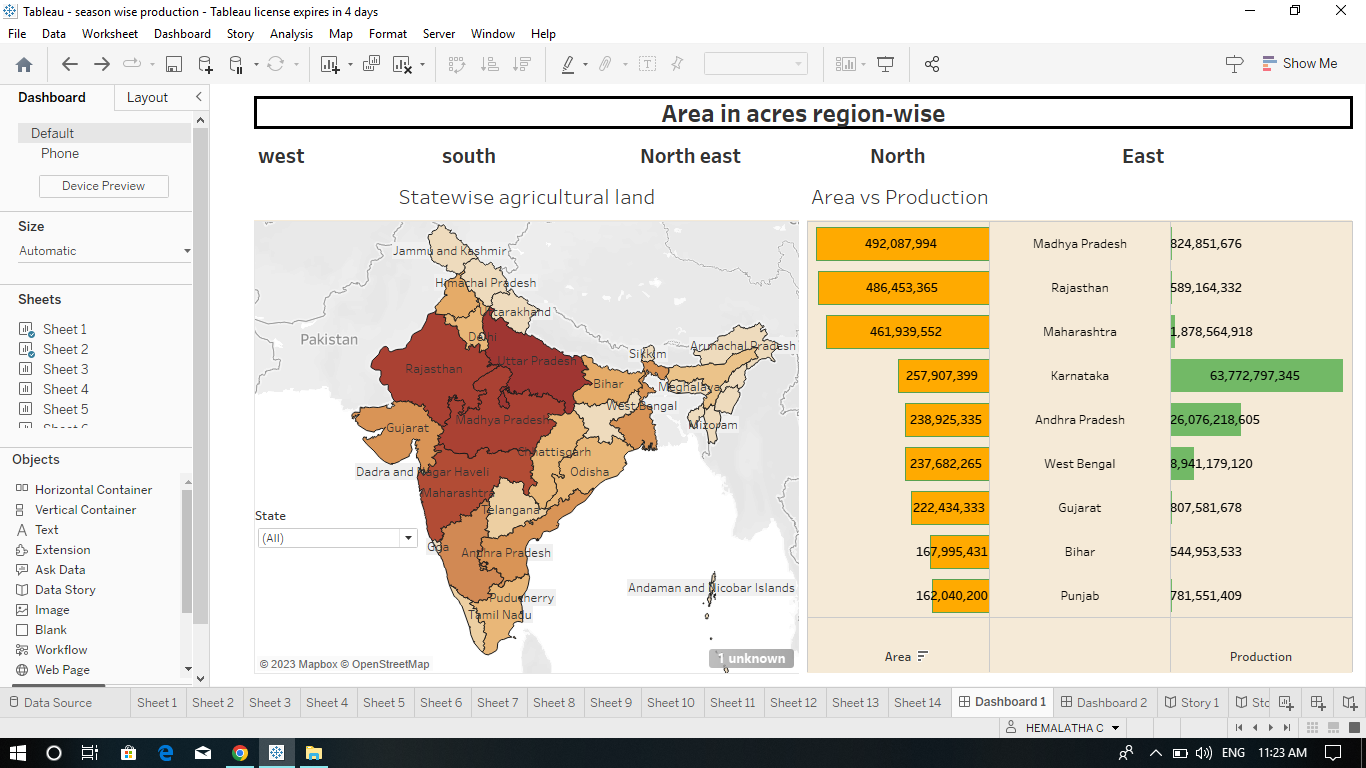 Tableau - season wise production - Tableau license expires in 4 days
File Data Worksheet Dashboard Story Analysis Map Format Server Window Help
Show Me
Dashboard Layout
Default
Phone
Device Preview
Size
Automatic
Sheets
Sheet 1
Sheet 2
Sheet 3
Sheet 4
Sheet 5
Objects
Horizontal Container
Vertical Container
Text
Extension
Ask Data
Data Story
Image
Blank
Workflow
Web Page
Area in acres region-wise
west south North east North East
Statewise agricultural land
Jammu and Kashmir
Himachal Pradesh
ttarakhand
Pakistan
Delhi
Arunachal Pradesh
Sikkim
Uttar Pradesh
Rajasthan
Bihar
Meghalaya
West Bengal
Madhya Pradesh
Mizoram
Gujarat
Chhattisgarh
Dadra and Nagar Haveli
Odisha
Maharashtra
Telangana
State
(All)
Goa
Andhra Pradesh
Andaman and Nicobar Islands
Puducherry
Tamil Nadu
© 2023 Mapbox © OpenStreetMap
1 unknown
Area vs Production
492,087,994 Madhya Pradesh 824,851,676
486,453,365 Rajasthan 589,164,332
461,939,552 Maharashtra 1,878,564,918
257,907,399 Karnataka 63,772,797,345
238,925,335 Andhra Pradesh 26,076,218,605
237,682,265 West Bengal 8,941,179,120
222,434,333 Gujarat 807,581,678
167,995,431 Bihar 544,953,533
162,040,200 Punjab 781,551,409
Area Production
Data Source Sheet 1 Sheet 2 Sheet 3 Sheet 4 Sheet 5 Sheet 6 Sheet 7 Sheet 8 Sheet 9 Sheet 10 Sheet 11 Sheet 12 Sheet 13 Sheet 14 Dashboard 1 Dashboard 2 Story 1 Stc
HEMALATHA C
ENG 11:23 AM